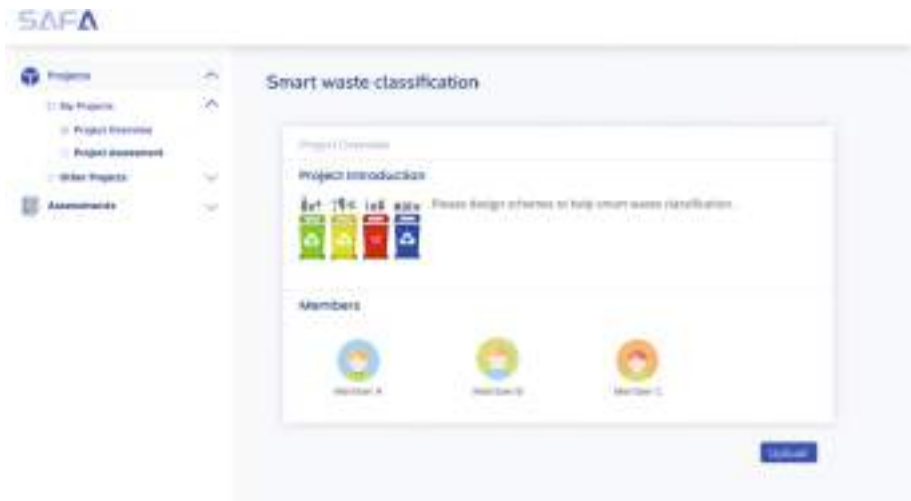 SAFA
Projects
My Projects
Project Overview
Project Assessment
Other Projects
Assessments
Smart waste classification
Project Overview
Project Introduction
Please design schemes to help smart waste classification.
Members
Member A
Member B
Member C
Upload